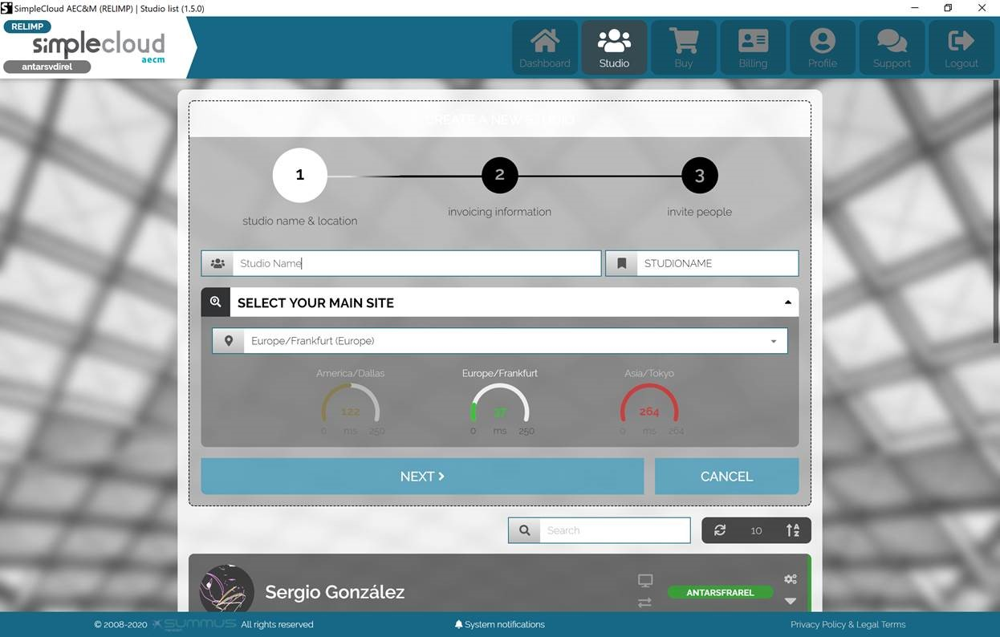 SimpleCloud AEC&M (RELIMP) | Studio list (1.5.0)
RELIMP
simplecloud
aecm
antarsvdirel
Dashboard
Studio
Buy
Billing
Profile
Support
Logout
CREATE A NEW STUDIO
1
2
3
studio name & location
invoicing information
invite people
Studio Name
STUDIONAME
SELECT YOUR MAIN SITE
Europe/Frankfurt (Europe)
America/Dallas
Europe/Frankfurt
Asia/Tokyo
122
37
264
0 ms 250
0 ms 250
0 ms 264
NEXT
CANCEL
Search
10
Sergio González
ANTARSFRAREL
© 2008-2020 SUMMUS All rights reserved
System notifications
Privacy Policy & Legal Terms